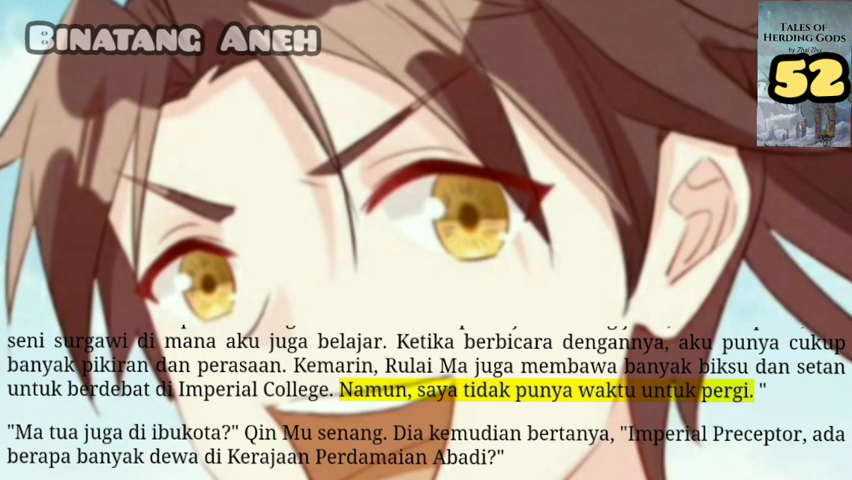 Binatang Aneh
TALES OF
HERDING GODS
by Zhai Zhu
52
seni surgawi di mana aku juga belajar. Ketika berbicara dengannya, aku punya cukup
banyak pikiran dan perasaan. Kemarin, Rulai Ma juga membawa banyak biksu dan setan
untuk berdebat di Imperial College. Namun, saya tidak punya waktu untuk pergi. "
"Ma tua juga di ibukota?" Qin Mu senang. Dia kemudian bertanya, "Imperial Preceptor, ada
berapa banyak dewa di Kerajaan Perdamaian Abadi?"